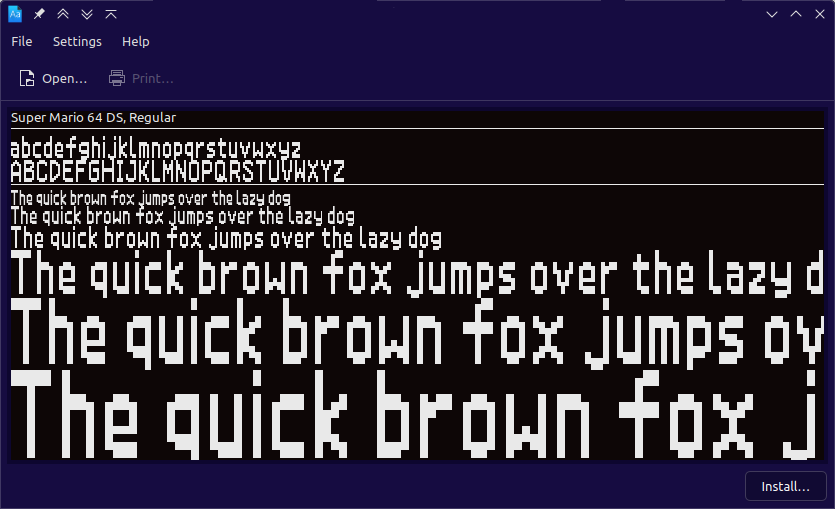 File Settings Help
Open... Print...
Super Mario 64 DS, Regular
abcdefghijklmnopqrstuvwxyz
ABCDEFGHIJKLMNOPQRSTUVWXYZ
The quick brown fox jumps over the lazy dog
The quick brown fox jumps over the lazy dog
The quick brown fox jumps over the lazy dog
The quick brown fox jumps over the lazy d
The quick brown fox jumps ov
The quick brown fox j
Install...